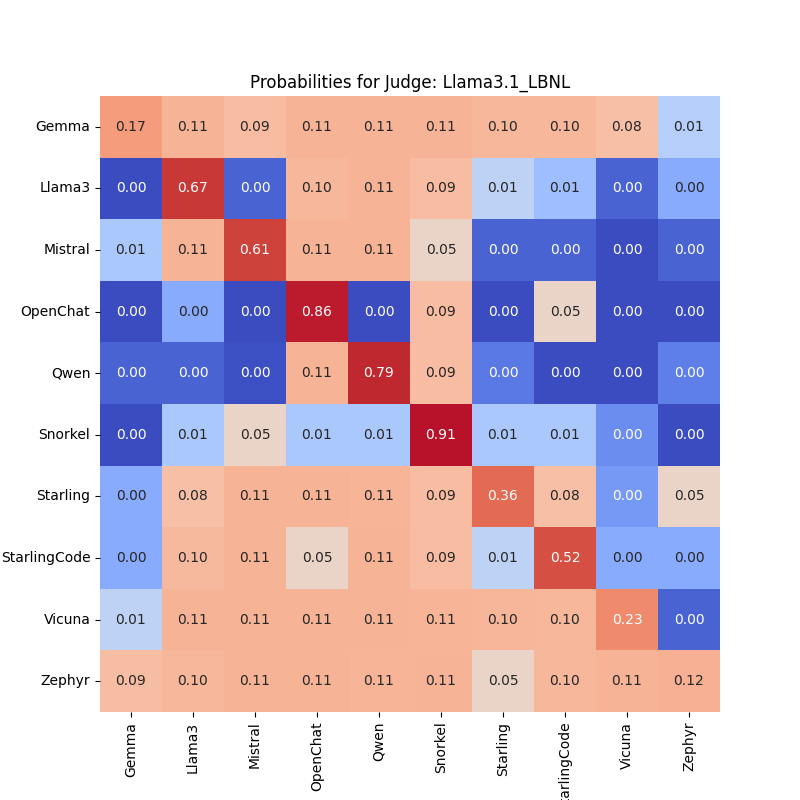 Probabilities for Judge: Llama3.1_LBNL
Gemma 0.17 0.11 0.09 0.11 0.11 0.11 0.10 0.10 0.08 0.01
Llama3 0.00 0.67 0.00 0.10 0.11 0.09 0.01 0.01 0.00 0.00
Mistral 0.01 0.11 0.61 0.11 0.11 0.05 0.00 0.00 0.00 0.00
OpenChat 0.00 0.00 0.00 0.86 0.00 0.09 0.00 0.05 0.00 0.00
Qwen 0.00 0.00 0.00 0.11 0.79 0.09 0.00 0.00 0.00 0.00
Snorkel 0.00 0.01 0.05 0.01 0.01 0.91 0.01 0.01 0.00 0.00
Starling 0.00 0.08 0.11 0.11 0.11 0.09 0.36 0.08 0.00 0.05
StarlingCode 0.00 0.10 0.11 0.05 0.11 0.09 0.01 0.52 0.00 0.00
Vicuna 0.01 0.11 0.11 0.11 0.11 0.11 0.10 0.10 0.23 0.00
Zephyr 0.09 0.10 0.11 0.11 0.11 0.11 0.05 0.10 0.11 0.12
Gemma Llama3 Mistral OpenChat Qwen Snorkel Starling arlingCode Vicuna Zephyr